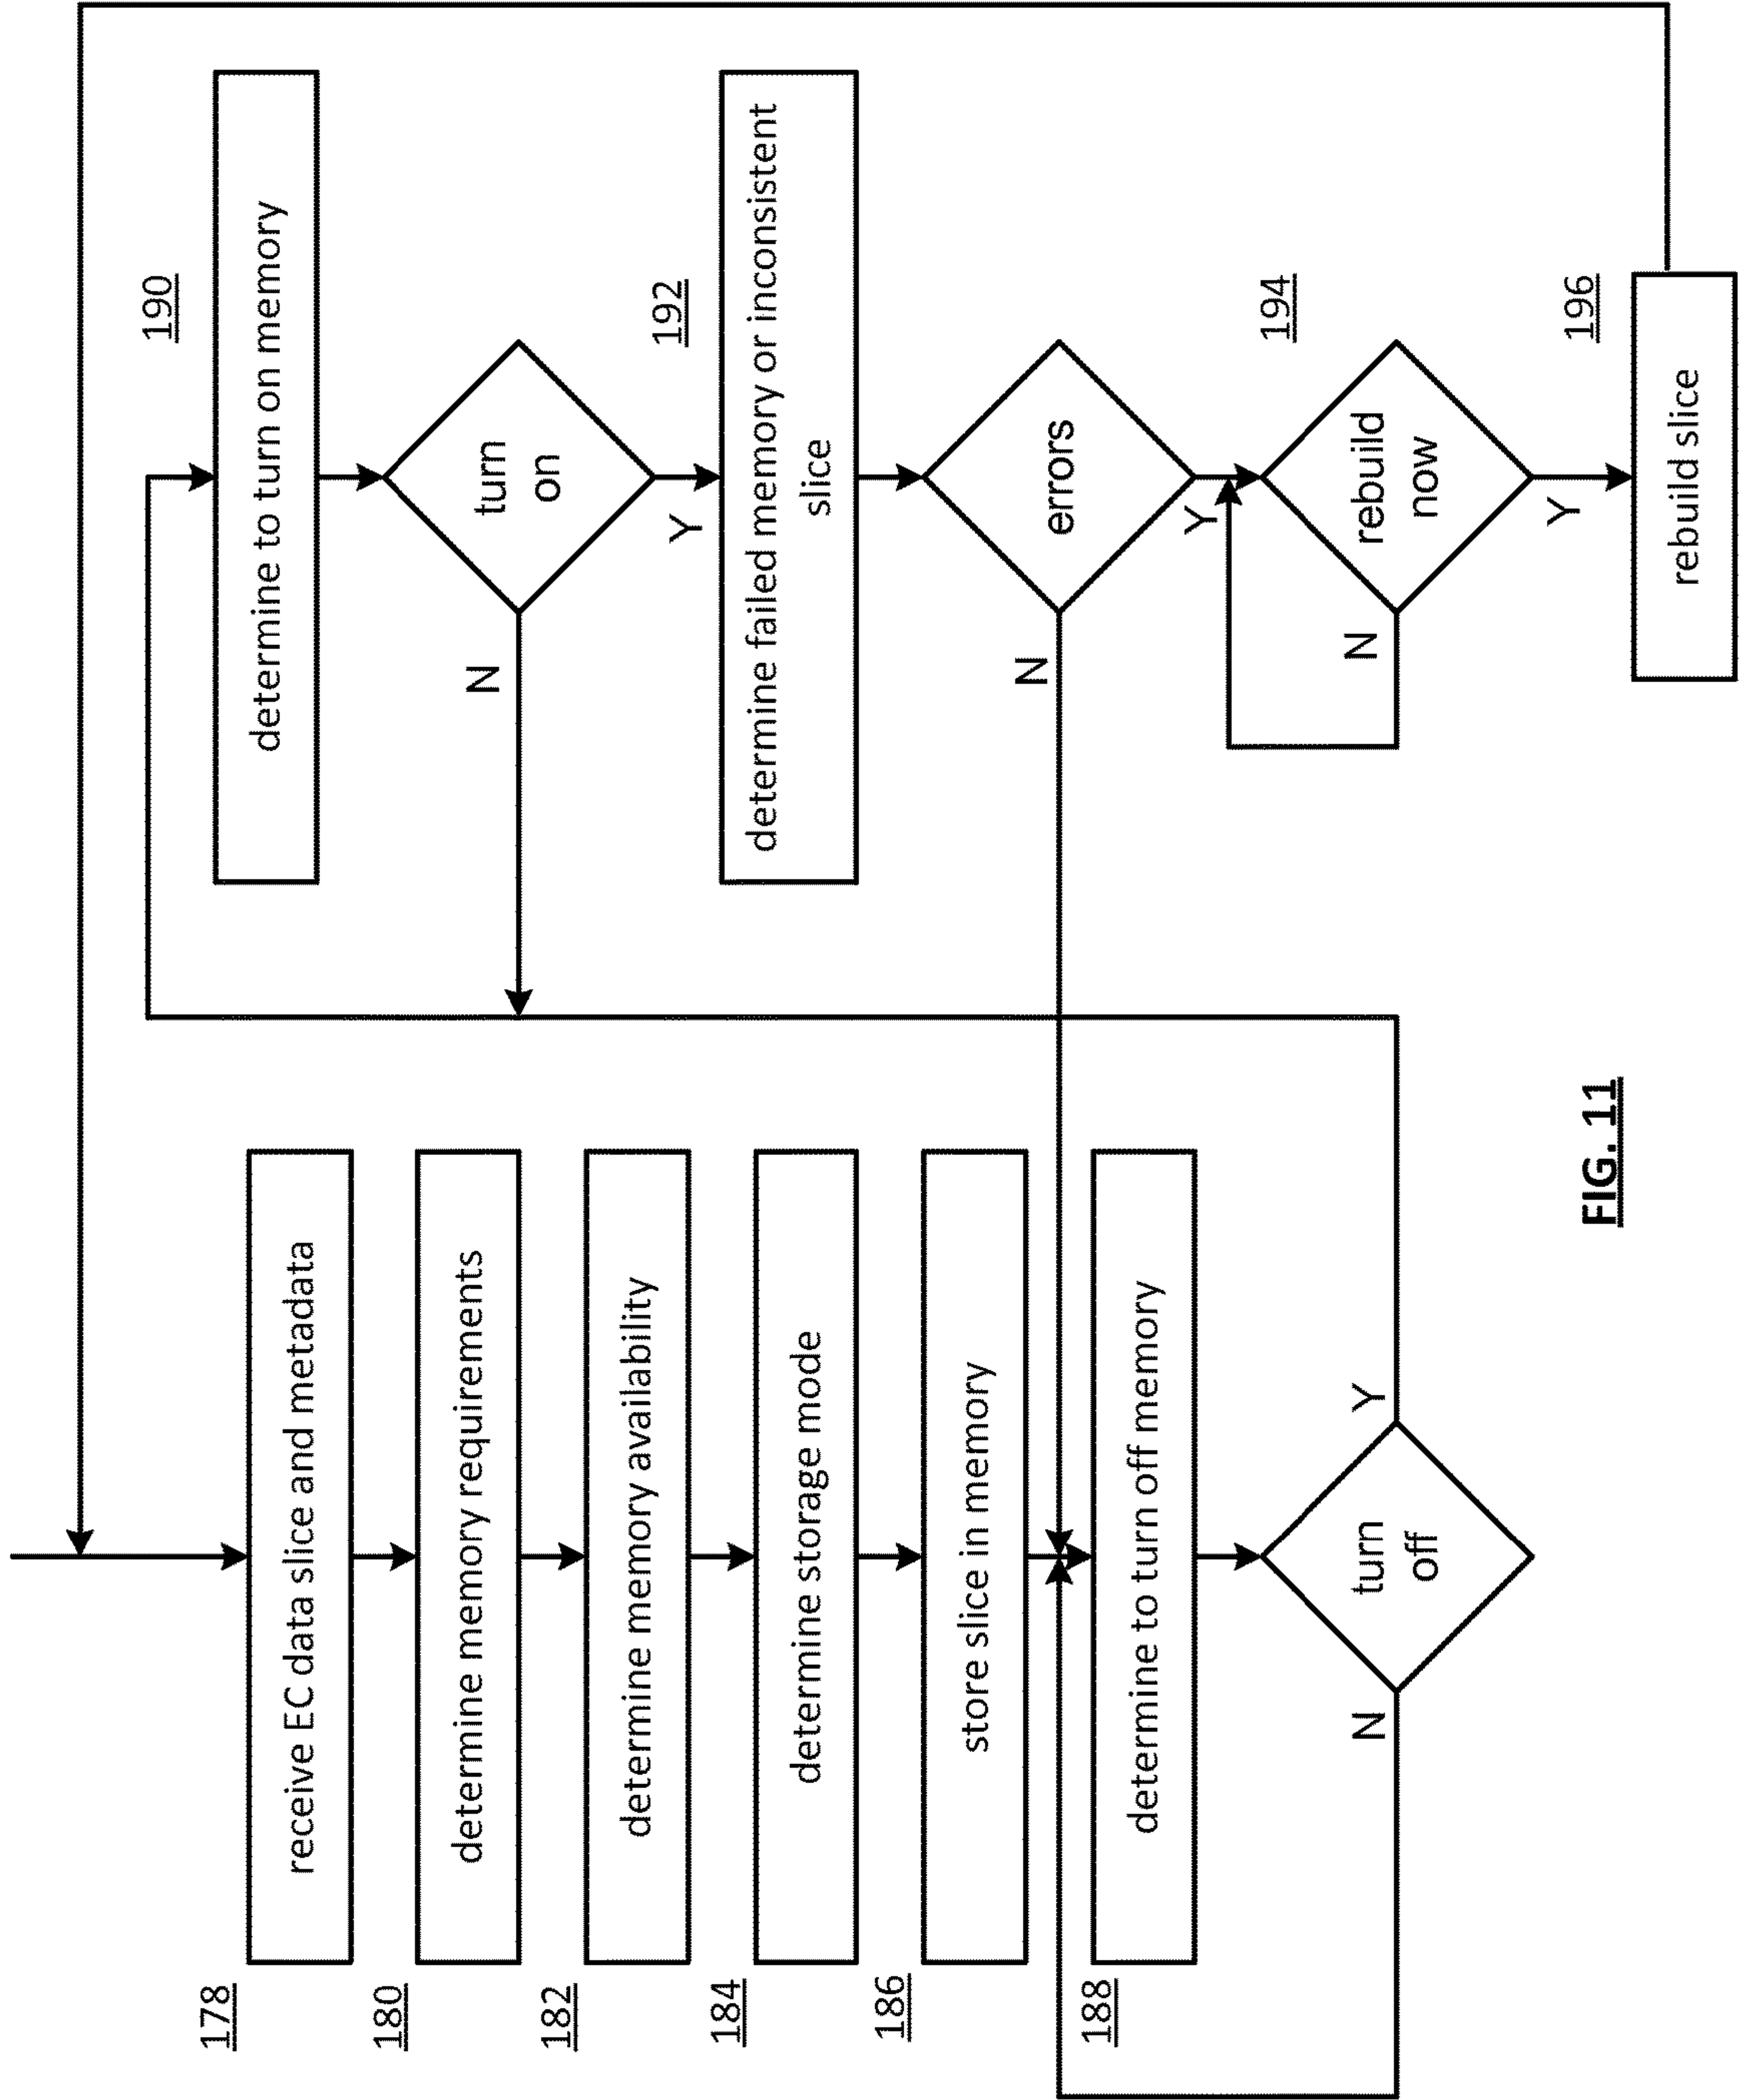 178
receive EC data slice and metadata
180
determine memory requirements
182
determine memory availability
184
determine storage mode
186
store slice in memory
188
determine to turn off memory
turn
off
N
Y
190
determine to turn on memory
turn
on
N
Y
192
determine failed memory or inconsistent
slice
errors
N
Y
194
rebuild
now
N
Y
196
rebuild slice
FIG. 11